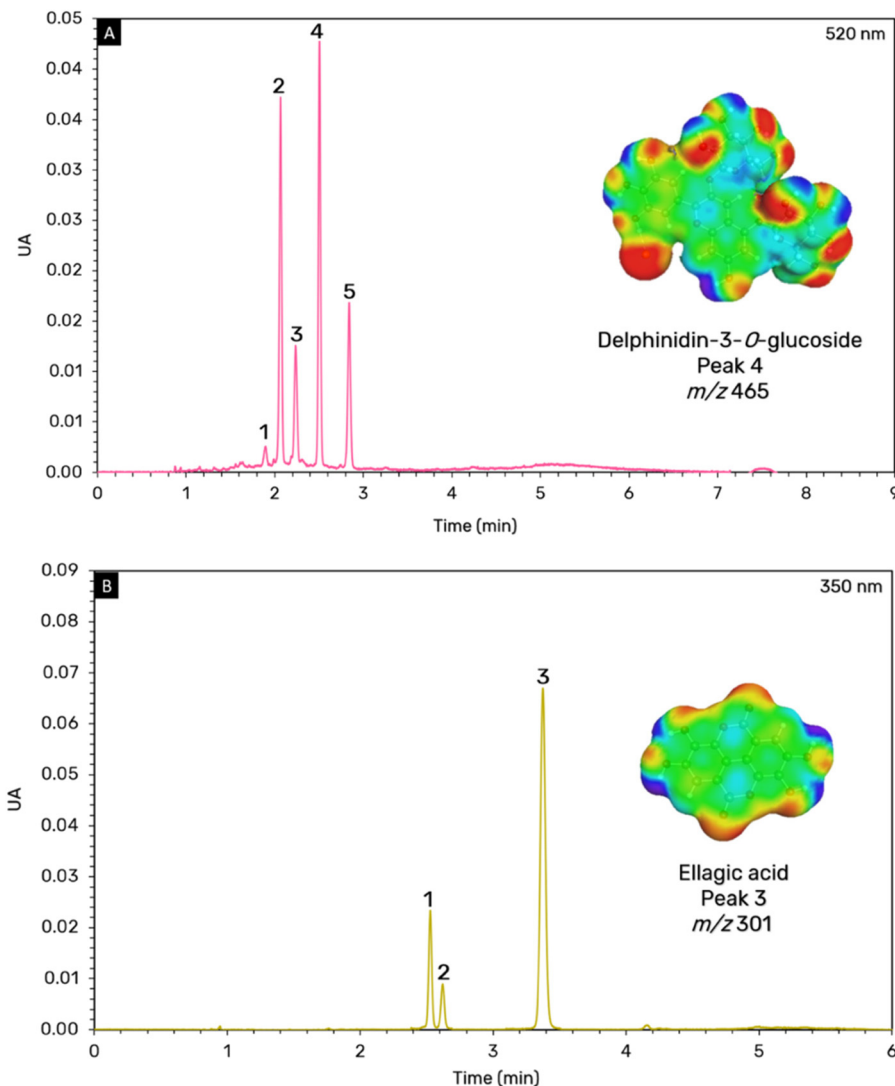 A
520 nm
0.05
0.04
0.04
0.03
0.03
0.02
0.02
0.01
0.01
0.00
UA
1
2
3
4
5
Delphinidin-3-O-glucoside
Peak 4
m/z 465
0 1 2 3 4 5 6 7 8 9
Time (min)
B
350 nm
0.09
0.08
0.07
0.06
0.05
0.04
0.03
0.02
0.01
0.00
UA
1
2
3
Ellagic acid
Peak 3
m/z 301
0 1 2 3 4 5 6
Time (min)